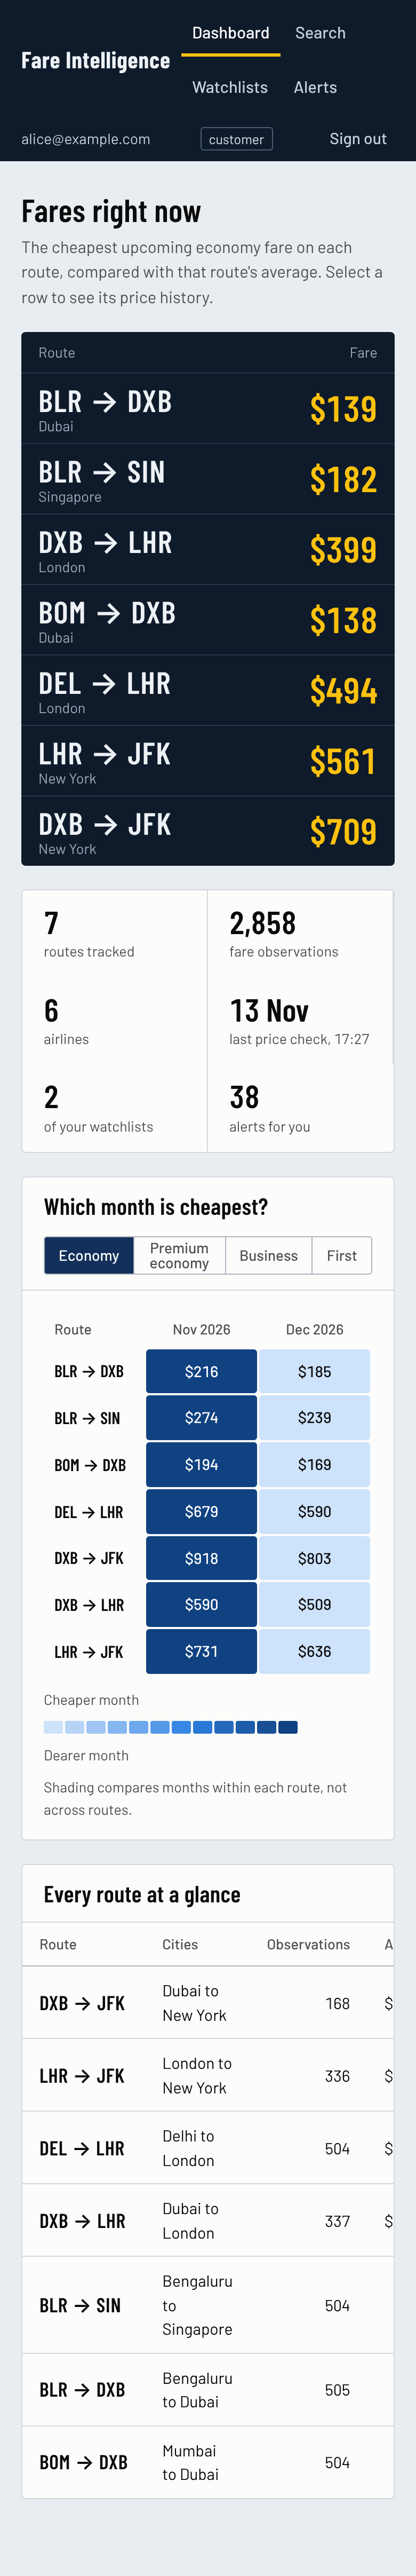 Fare Intelligence
Dashboard Search
Watchlists Alerts
alice@example.com customer Sign out
Fares right now
The cheapest upcoming economy fare on each
route, compared with that route's average. Select a
row to see its price history.
Route Fare
BLR → DXB $139
Dubai
BLR → SIN $182
Singapore
DXB → LHR $399
London
BOM → DXB $138
Dubai
DEL → LHR $494
London
LHR → JFK $561
New York
DXB → JFK $709
New York
7 2,858
routes tracked fare observations
6 13 Nov
airlines last price check, 17:27
2 38
of your watchlists alerts for you
Which month is cheapest?
Economy Premium economy Business First
Route Nov 2026 Dec 2026
BLR → DXB $216 $185
BLR → SIN $274 $239
BOM → DXB $194 $169
DEL → LHR $679 $590
DXB → JFK $918 $803
DXB → LHR $590 $509
LHR → JFK $731 $636
Cheaper month
Dearer month
Shading compares months within each route, not
across routes.
Every route at a glance
Route Cities Observations A
DXB → JFK Dubai to New York 168 $
LHR → JFK London to New York 336 $
DEL → LHR Delhi to London 504 $
DXB → LHR Dubai to London 337 $
BLR → SIN Bengaluru to Singapore 504
BLR → DXB Bengaluru to Dubai 505
BOM → DXB Mumbai to Dubai 504